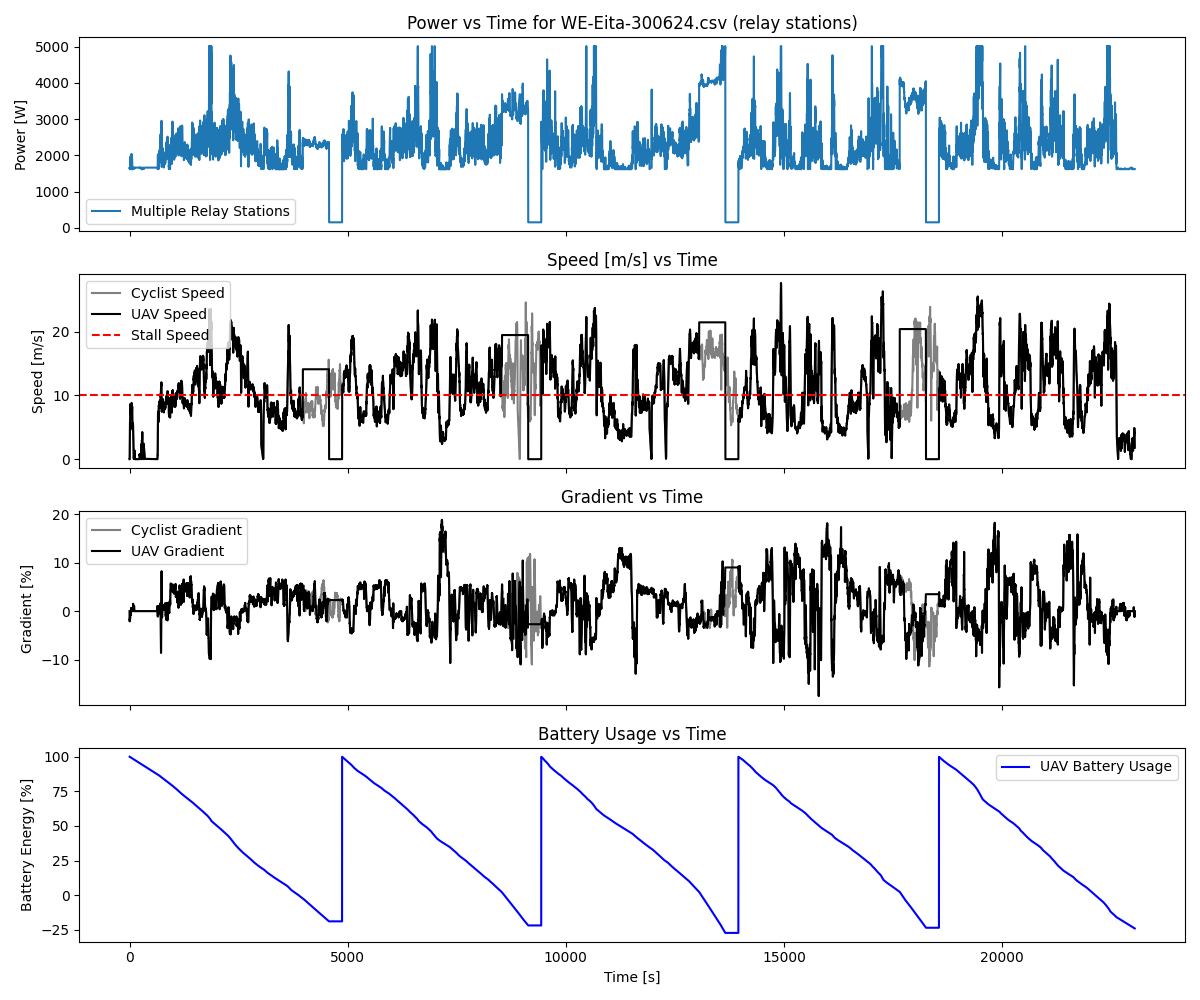 Power vs Time for WE-Eita-300624.csv (relay stations)
5000
4000
3000
2000
1000
0
Power [W]
Multiple Relay Stations
Speed [m/s] vs Time
20
10
0
Speed [m/s]
Cyclist Speed
UAV Speed
Stall Speed
Gradient vs Time
20
10
0
−10
Gradient [%]
Cyclist Gradient
UAV Gradient
Battery Usage vs Time
100
75
50
25
0
−25
Battery Energy [%]
UAV Battery Usage
0 5000 10000 15000 20000
Time [s]